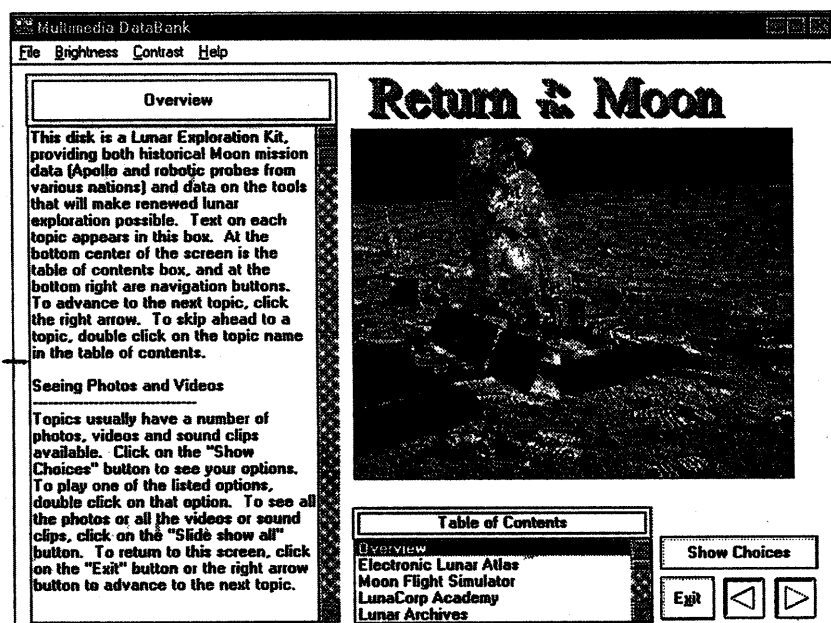 Multimedia DataBank
File Brightness Contrast Help
Overview
Return To The Moon
This disk is a Lunar Exploration Kit,
providing both historical Moon mission
data (Apollo and robotic probes from
various nations) and data on the tools
that will make renewed lunar
exploration possible. Text on each
topic appears in this box. At the
bottom center of the screen is the
table of contents box, and at the
bottom right are navigation buttons.
To advance to the next topic, click
the right arrow. To skip ahead to a
topic, double click on the topic name
in the table of contents.
Seeing Photos and Videos
------------------------------
Topics usually have a number of
photos, videos and sound clips
available. Click on the "Show
Choices" button to see your options.
To play one of the listed options,
double click on that option. To see all
the photos or all the videos or sound
clips, click on the "Slide show all"
button. To return to this screen, click
on the "Exit" button or the right arrow
button to advance to the next topic.
Table of Contents
Overview
Electronic Lunar Atlas
Moon Flight Simulator
LunaCorp Academy
Lunar Archives
Show Choices
Exit